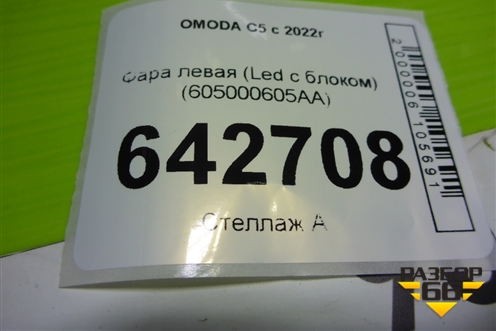 OMODA C5 с 2022г
Фара левая (Led с блоком)
(605000605AA)
642708
Стеллаж А
2000006105691
РАЗБОР
66